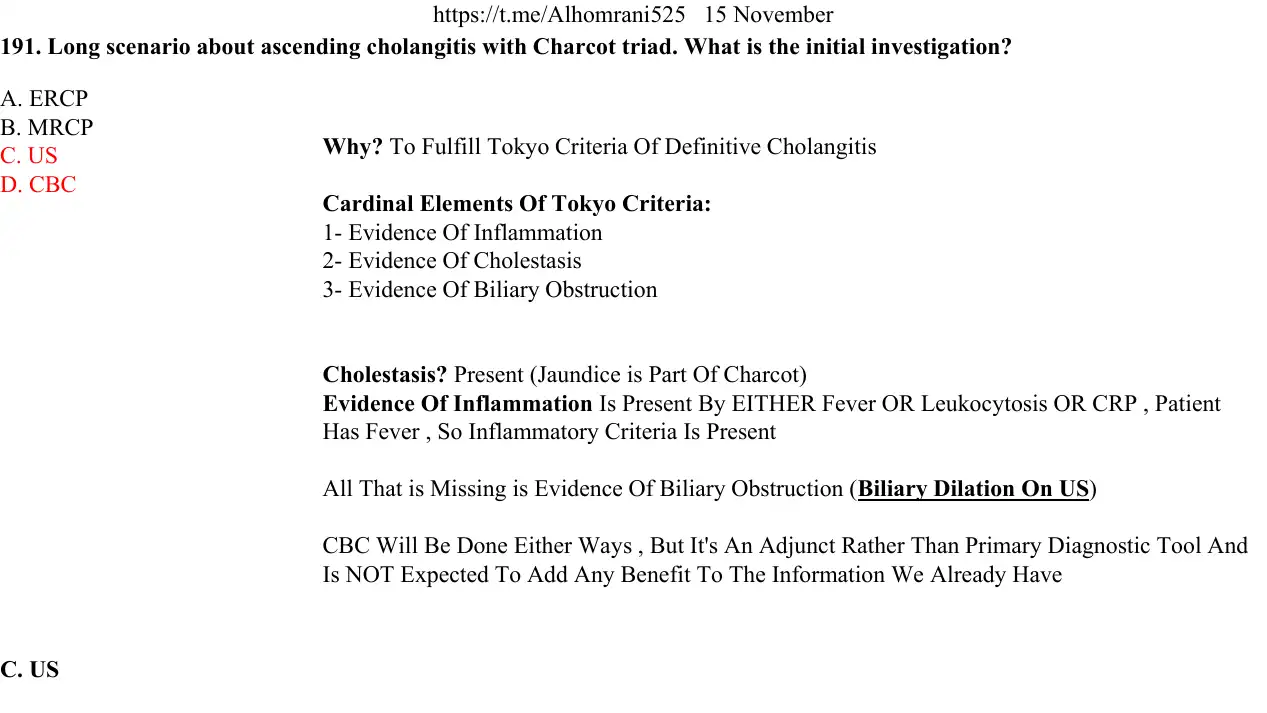 https://t.me/Alhomrani525   15 November
191. Long scenario about ascending cholangitis with Charcot triad. What is the initial investigation?
A. ERCP
B. MRCP
C. US
D. CBC
Why? To Fulfill Tokyo Criteria Of Definitive Cholangitis
Cardinal Elements Of Tokyo Criteria:
1- Evidence Of Inflammation
2- Evidence Of Cholestasis
3- Evidence Of Biliary Obstruction
Cholestasis? Present (Jaundice is Part Of Charcot)
Evidence Of Inflammation Is Present By EITHER Fever OR Leukocytosis OR CRP , Patient
Has Fever , So Inflammatory Criteria Is Present
All That is Missing is Evidence Of Biliary Obstruction (Biliary Dilation On US)
CBC Will Be Done Either Ways , But It's An Adjunct Rather Than Primary Diagnostic Tool And
Is NOT Expected To Add Any Benefit To The Information We Already Have
C. US